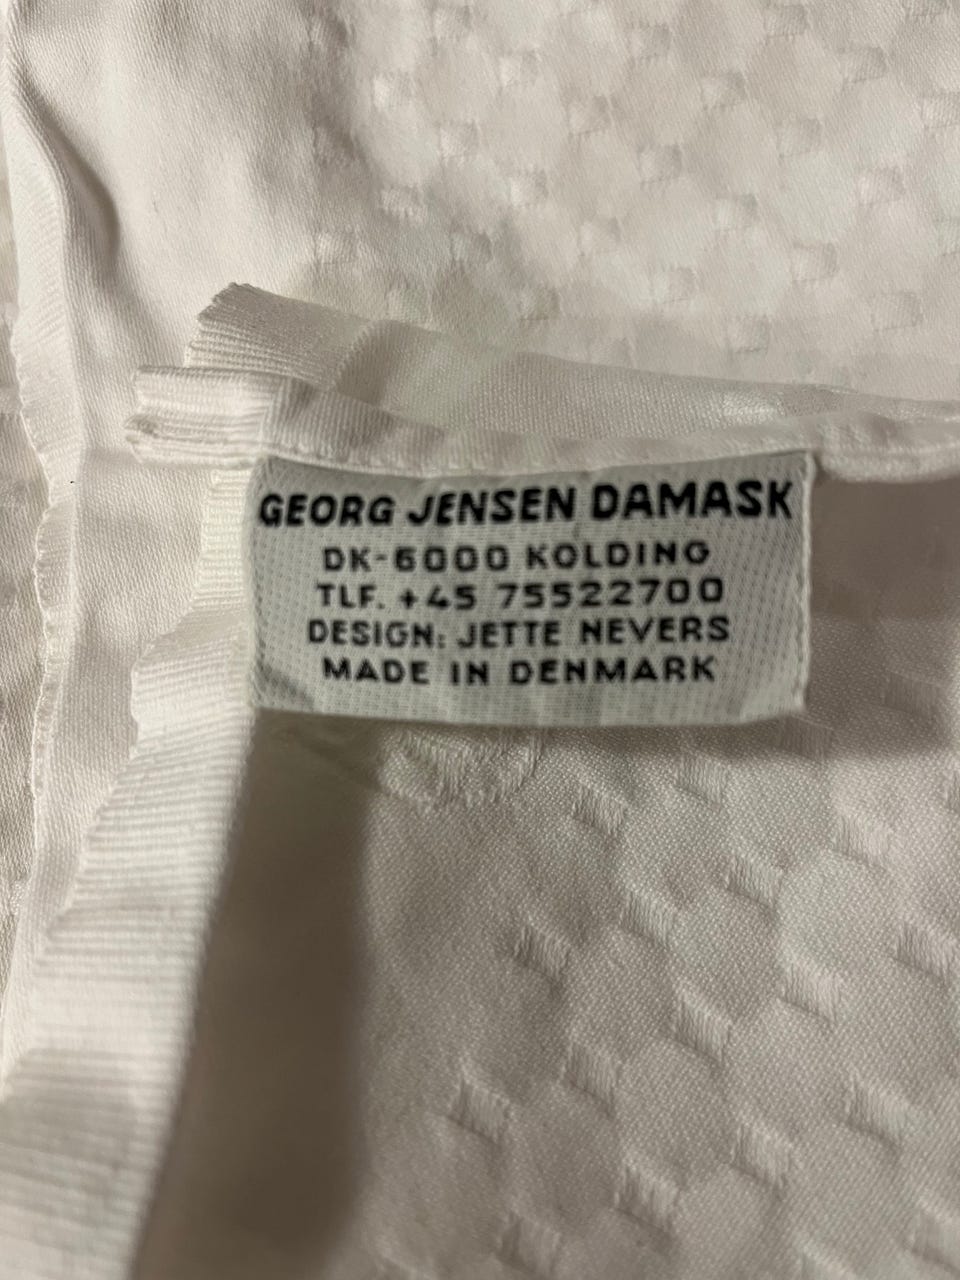 GEORG JENSEN DAMASK
DK-6000 KOLDING
TLF. +45 75522700
DESIGN: JETTE NEVERS
MADE IN DENMARK